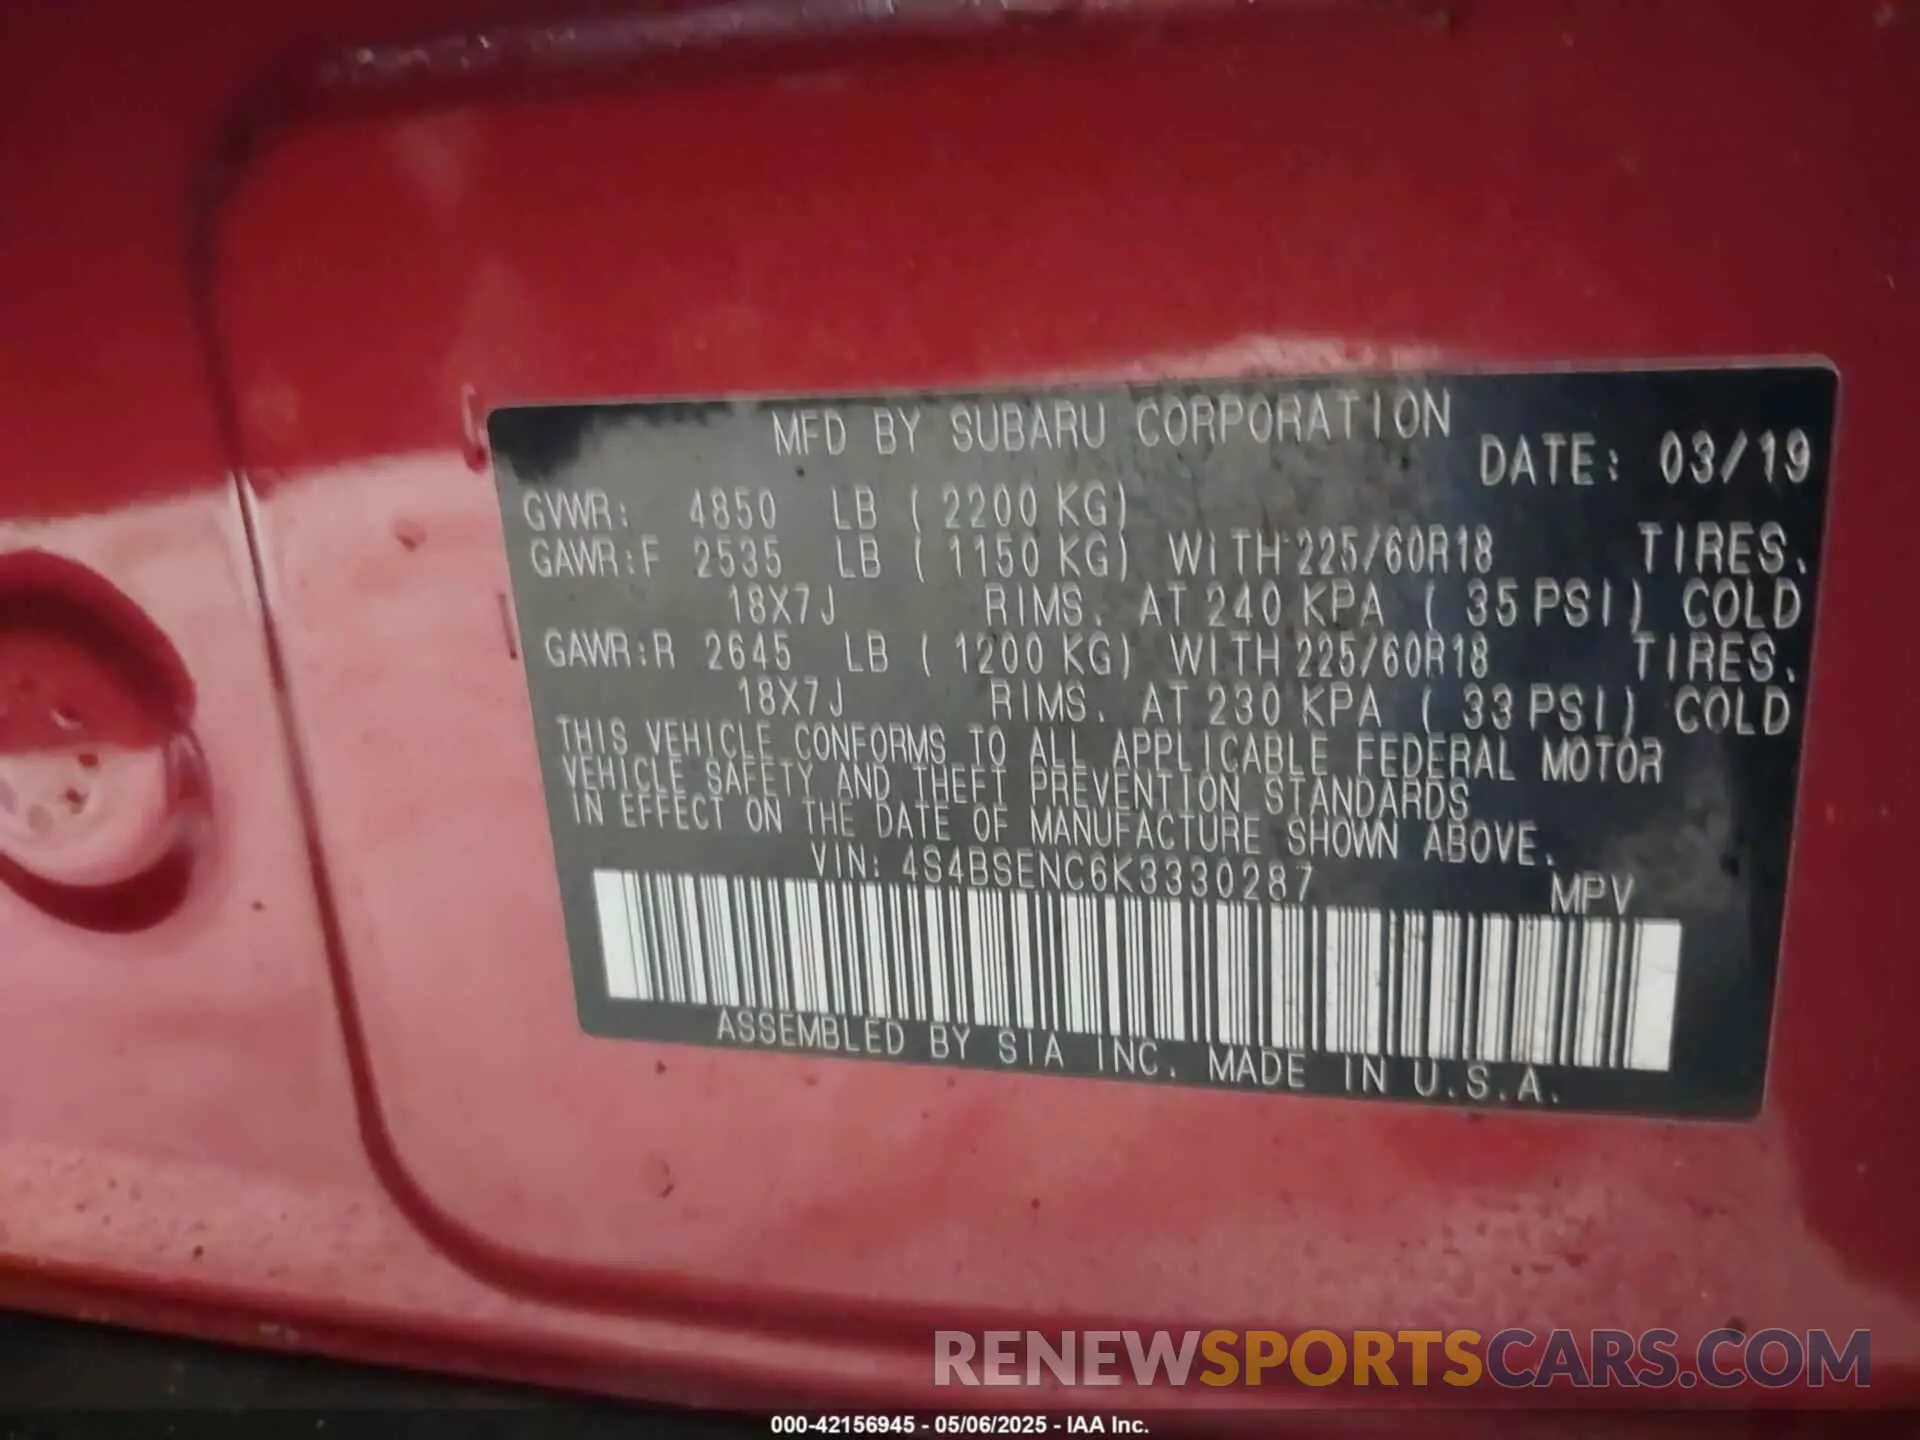 MFD BY SUBARU CORPORATION DATE: 03/19
GVWR: 4850 LB ( 2200 KG)
GAWR:F 2535 LB ( 1150 KG) WITH 225/60R18 TIRES.
18X7J RIMS. AT 240 KPA ( 35 PSI) COLD
GAWR:R 2645 LB ( 1200 KG) WITH 225/60R18 TIRES.
18X7J RIMS. AT 230 KPA ( 33 PSI) COLD
THIS VEHICLE CONFORMS TO ALL APPLICABLE FEDERAL MOTOR
VEHICLE SAFETY AND THEFT PREVENTION STANDARDS
IN EFFECT ON THE DATE OF MANUFACTURE SHOWN ABOVE.
VIN: 4S4BSENC6K3330287 MPV
ASSEMBLED BY SIA INC. MADE IN U.S.A.
RENEWSPORTSCARS.COM
000-42156945 - 05/06/2025 - IAA Inc.